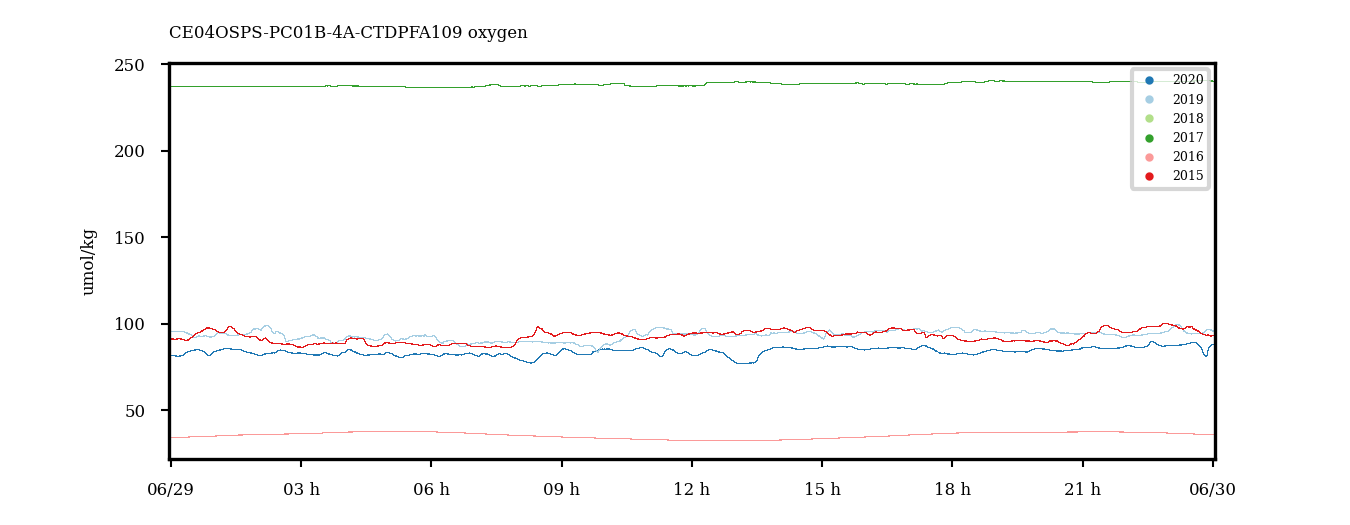 CE04OSPS-PC01B-4A-CTDPFA109 oxygen
250
200
150
100
50
umol/kg
06/29
03 h
06 h
09 h
12 h
15 h
18 h
21 h
06/30
2020
2019
2018
2017
2016
2015